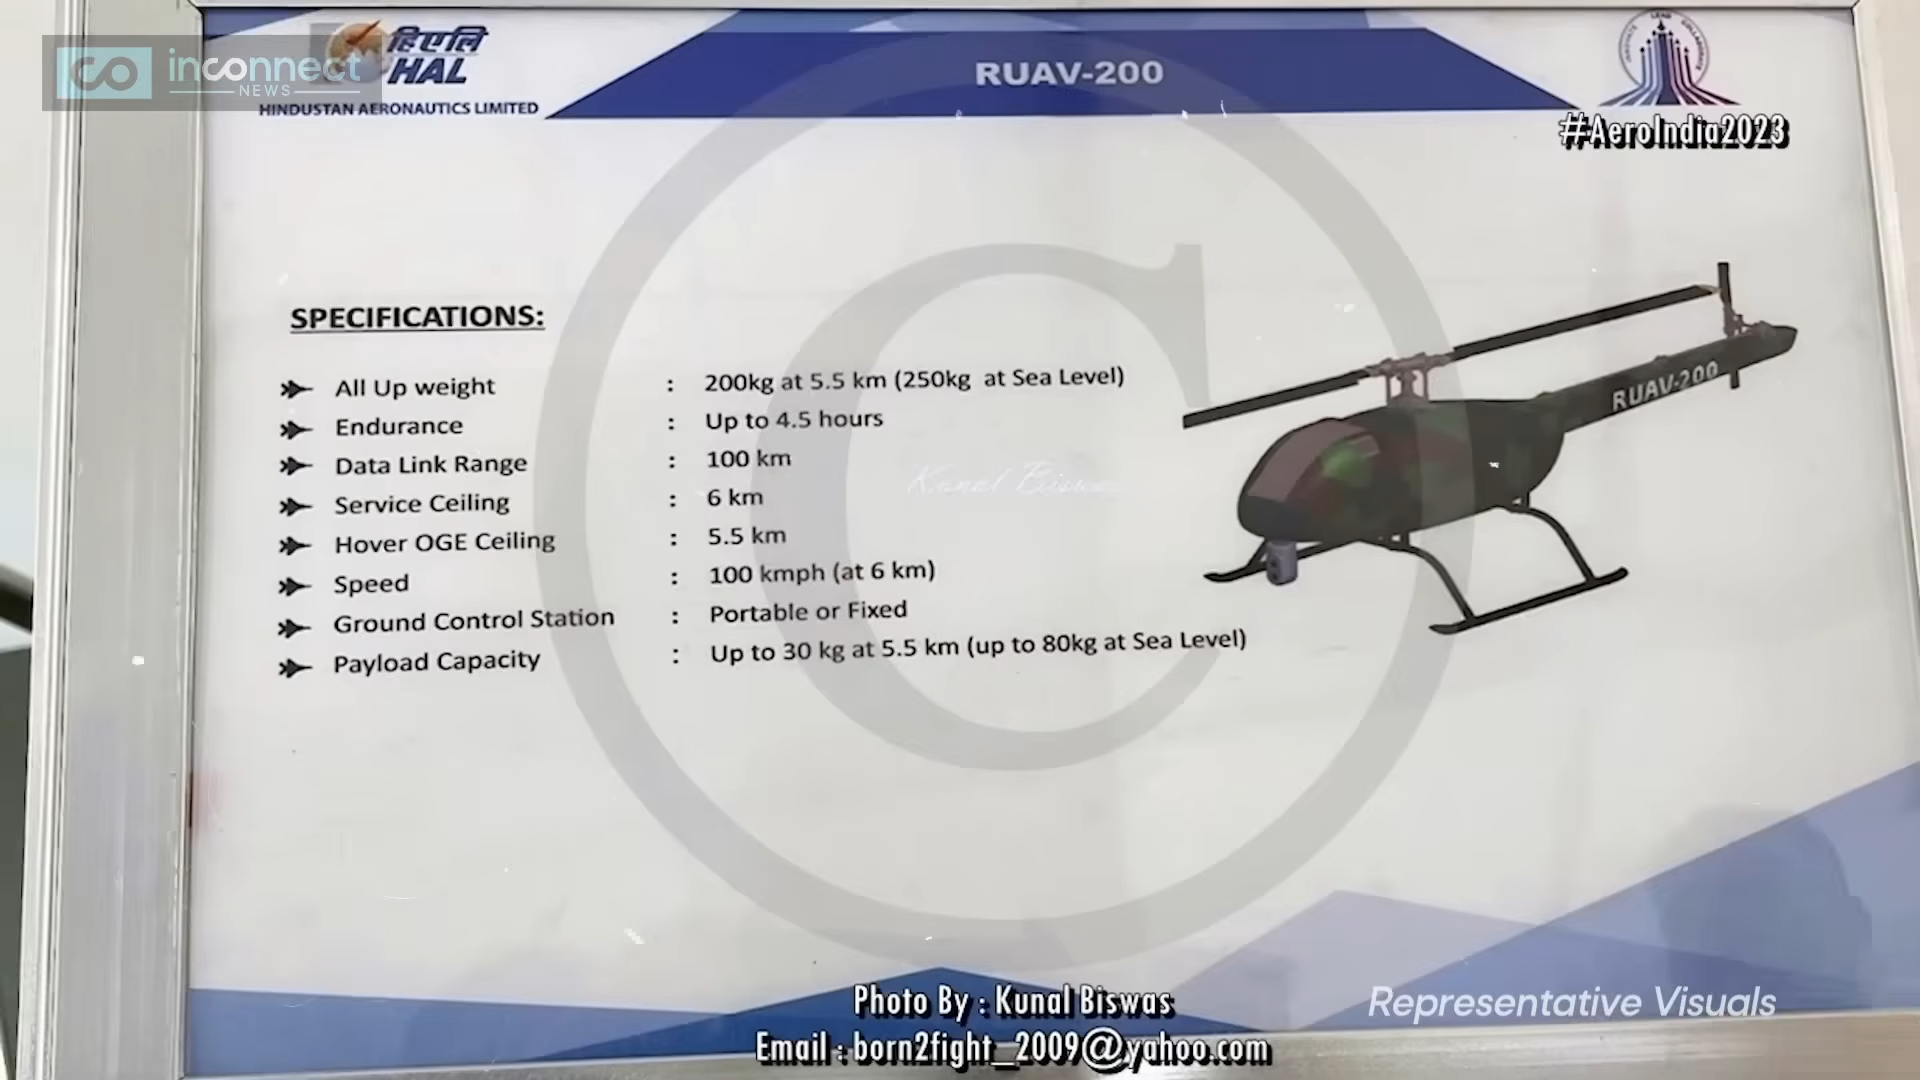 inconnect
NEWS
हिएलि
HAL
HINDUSTAN AERONAUTICS LIMITED
RUAV-200
#AeroIndia2023
SPECIFICATIONS:
All Up weight : 200kg at 5.5 km (250kg at Sea Level)
Endurance : Up to 4.5 hours
Data Link Range : 100 km
Service Ceiling : 6 km
Hover OGE Ceiling : 5.5 km
Speed : 100 kmph (at 6 km)
Ground Control Station : Portable or Fixed
Payload Capacity : Up to 30 kg at 5.5 km (up to 80kg at Sea Level)
RUAV-200
Kunal Biswas
Representative Visuals
Photo By : Kunal Biswas
Email : born2fight_2009@yahoo.com